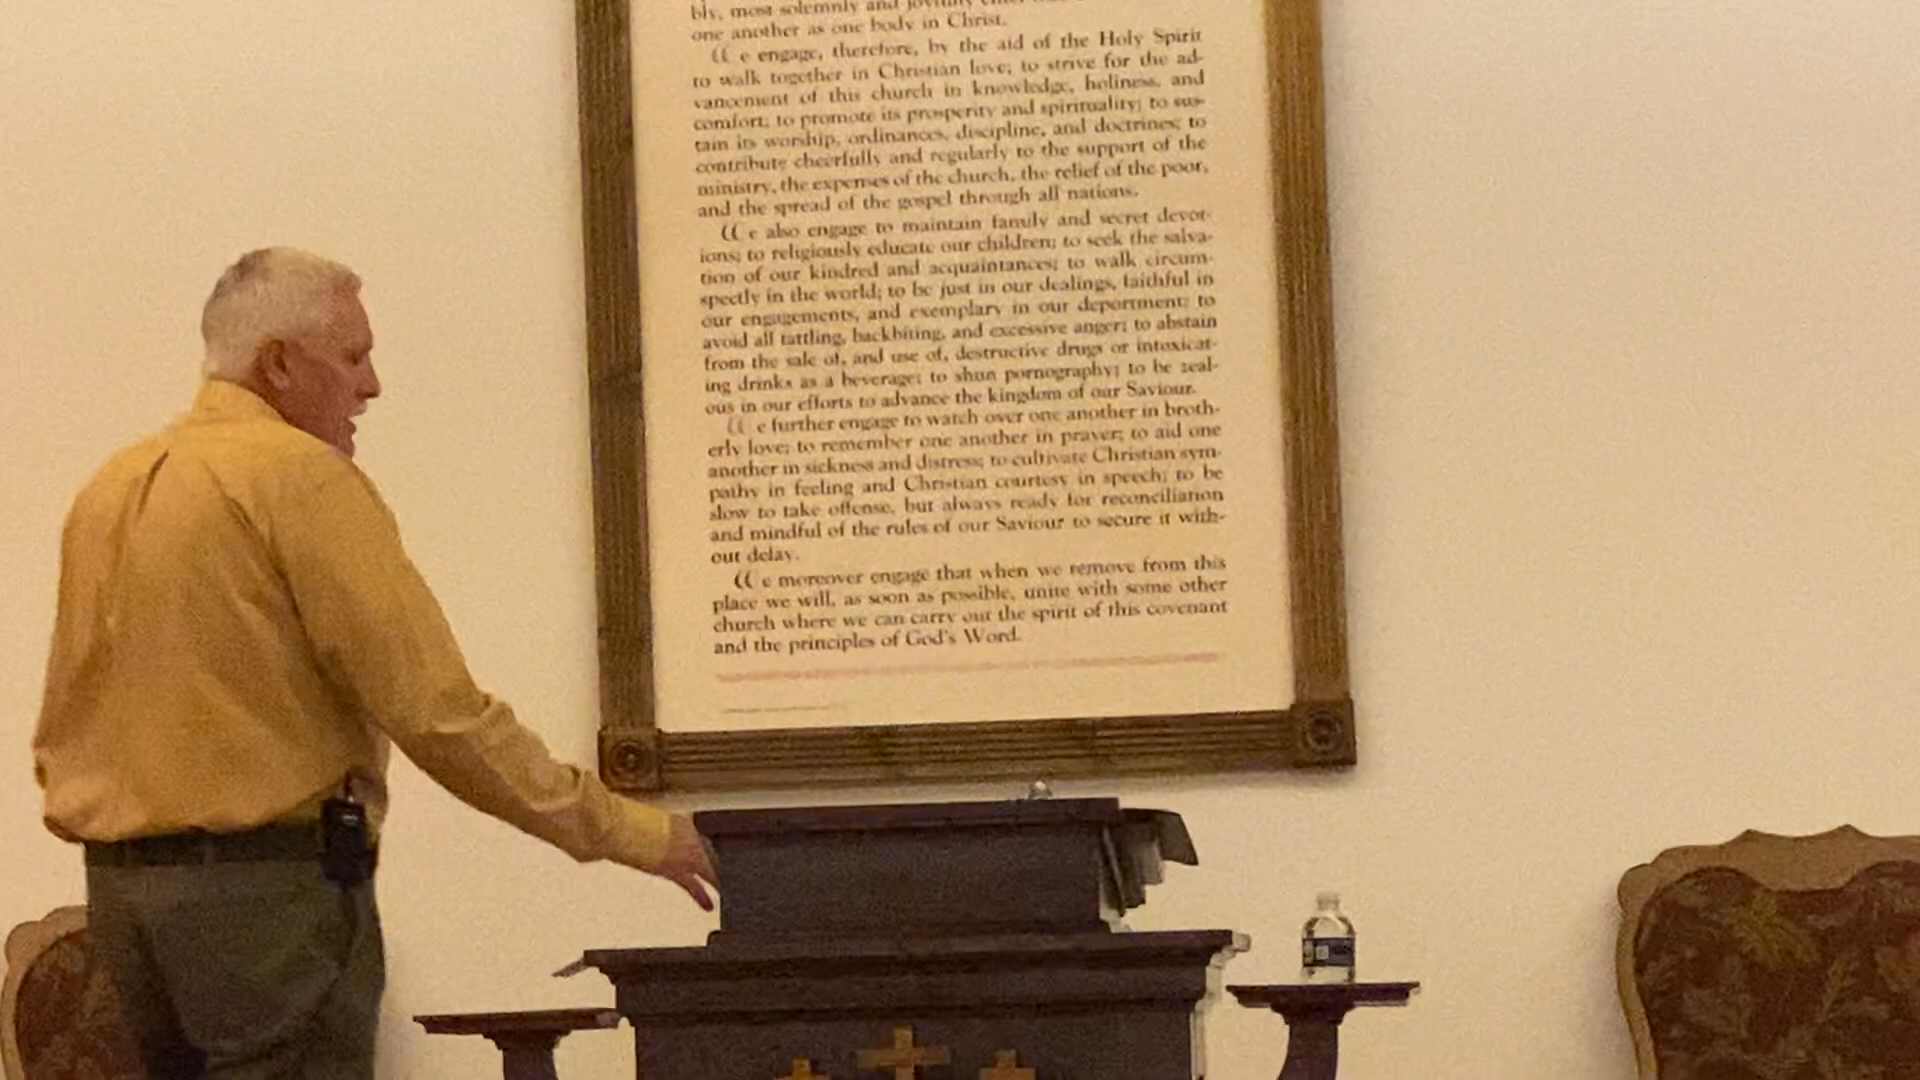 bly, most solemnly and joyfully
one another as one body in Christ.
We engage, therefore, by the aid of the Holy Spirit
to walk together in Christian love; to strive for the ad-
vancement of this church in knowledge, holiness, and
comfort; to promote its prosperity and spirituality; to sus-
tain its worship, ordinances, discipline, and doctrines; to
contribute cheerfully and regularly to the support of the
ministry, the expenses of the church, the relief of the poor,
and the spread of the gospel through all nations.
We also engage to maintain family and secret devot-
ions; to religiously educate our children; to seek the salva-
tion of our kindred and acquaintances; to walk circum-
spectly in the world; to be just in our dealings, faithful in
our engagements, and exemplary in our deportment; to
avoid all tattling, backbiting, and excessive anger; to abstain
from the sale of, and use of, destructive drugs or intoxicat-
ing drinks as a beverage; to shun pornography; to be zeal-
ous in our efforts to advance the kingdom of our Saviour.
We further engage to watch over one another in broth-
erly love; to remember one another in prayer; to aid one
another in sickness and distress; to cultivate Christian sym-
pathy in feeling and Christian courtesy in speech; to be
slow to take offense, but always ready for reconciliation
and mindful of the rules of our Saviour to secure it with-
out delay.
We moreover engage that when we remove from this
place we will, as soon as possible, unite with some other
church where we can carry out the spirit of this covenant
and the principles of God's Word.